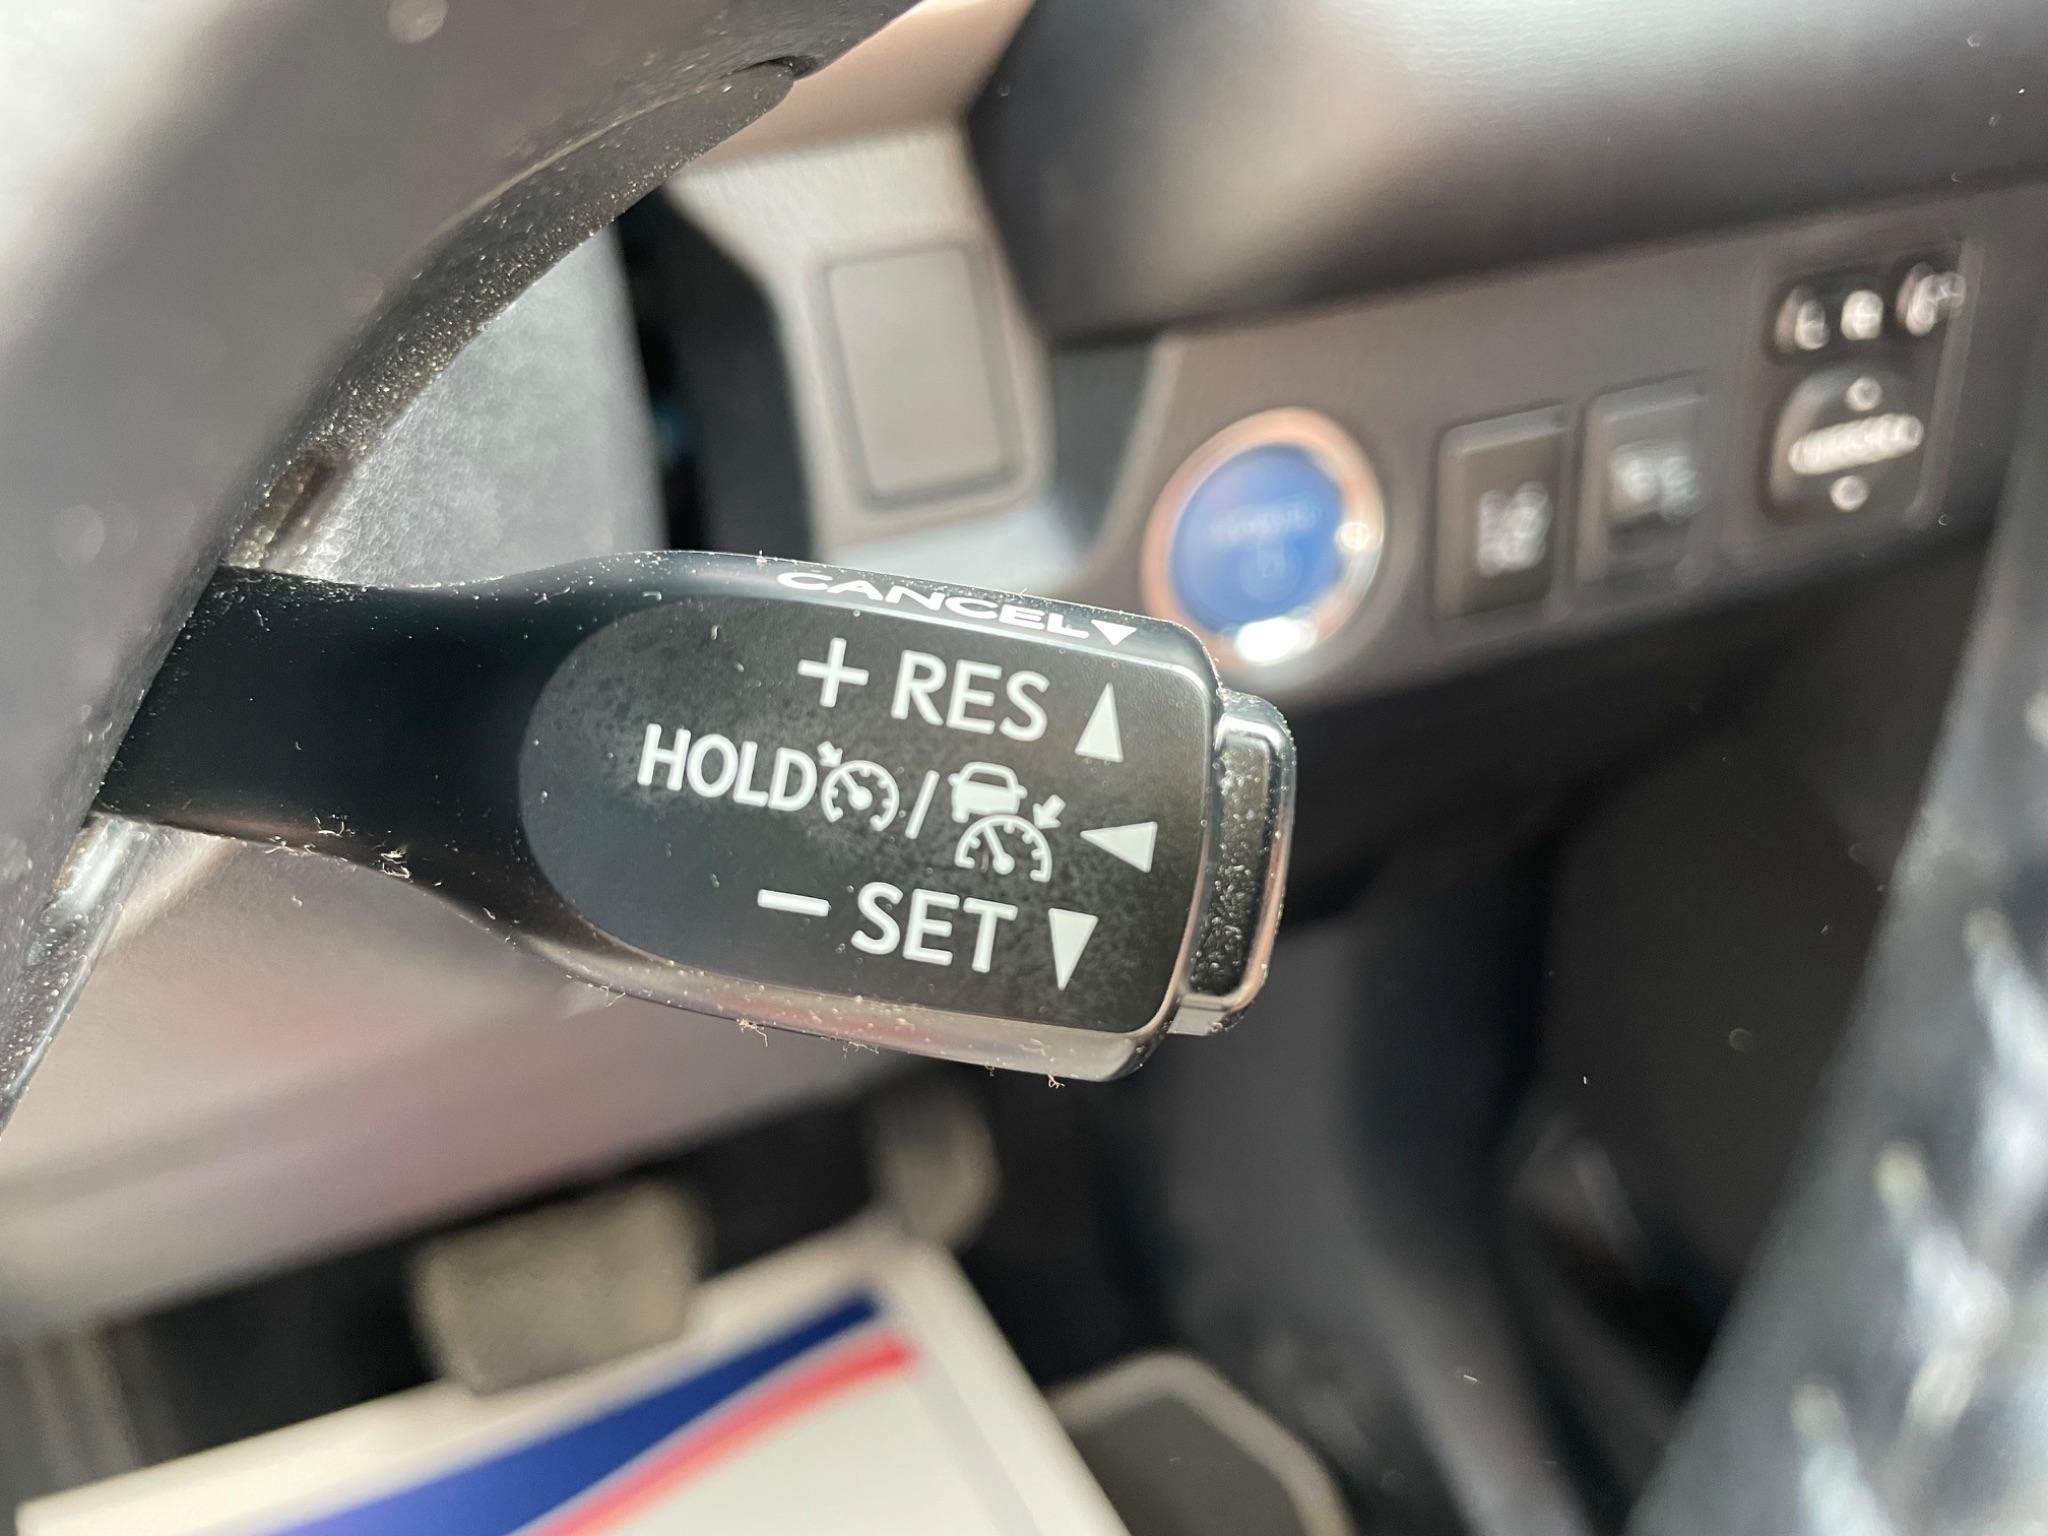 CANCEL▼
+ RES ▲
HOLD / ◀
− SET ▼